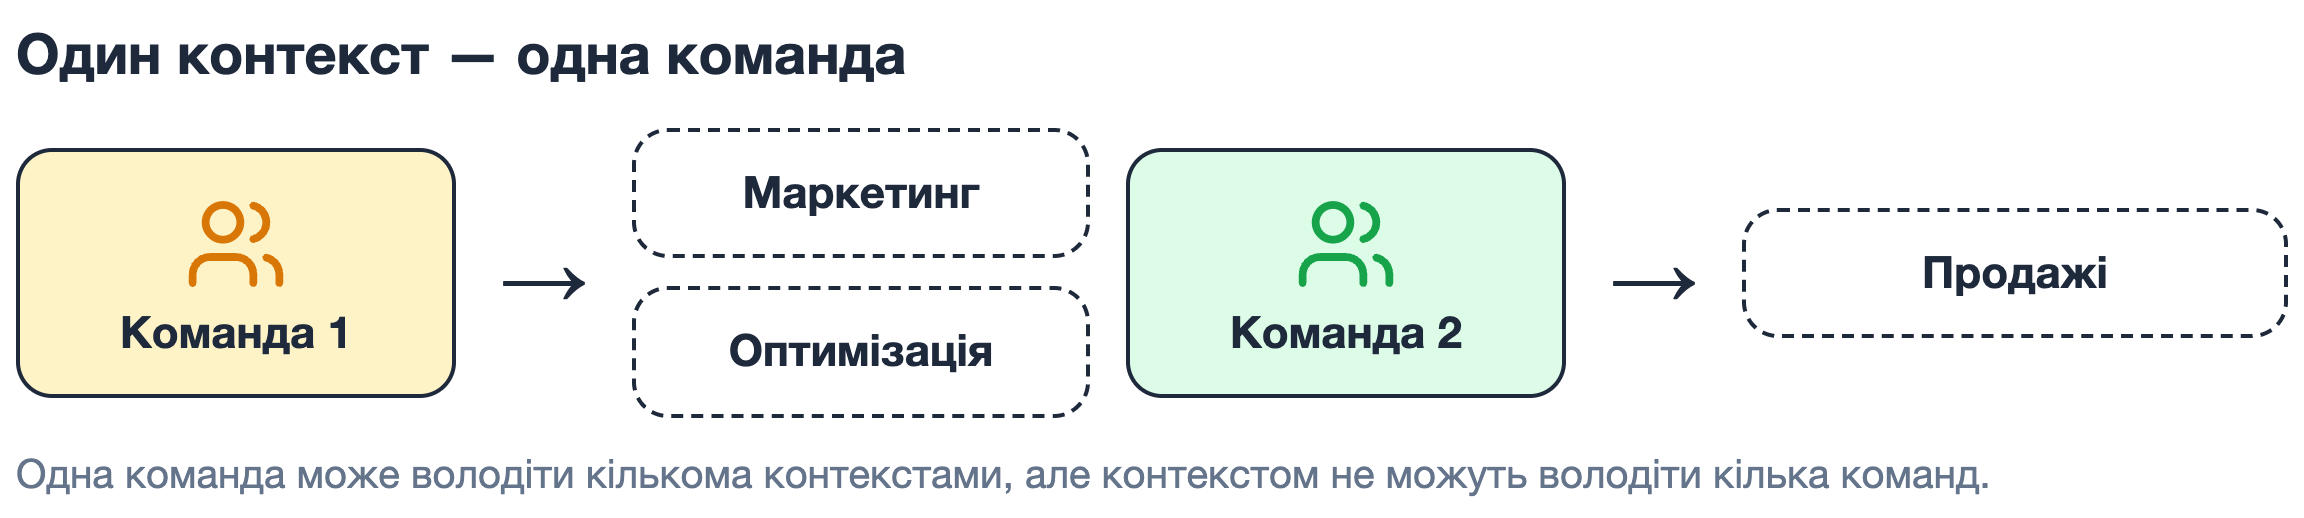 Один контекст — одна команда
Команда 1
Маркетинг
Оптимізація
Команда 2
Продажі
Одна команда може володіти кількома контекстами, але контекстом не можуть володіти кілька команд.